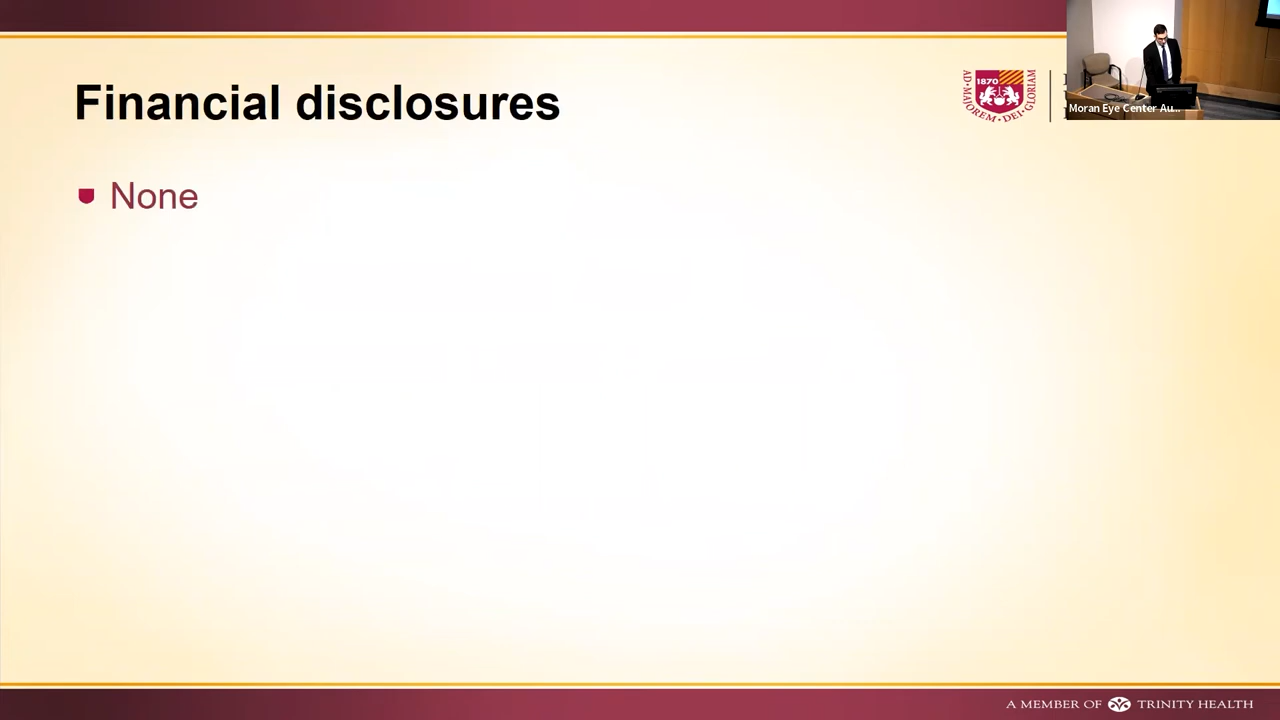 Financial disclosures
1870
AD • MAJOREM • DEI • GLORIAM
Moran Eye Center Au...
None
A MEMBER OF TRINITY HEALTH